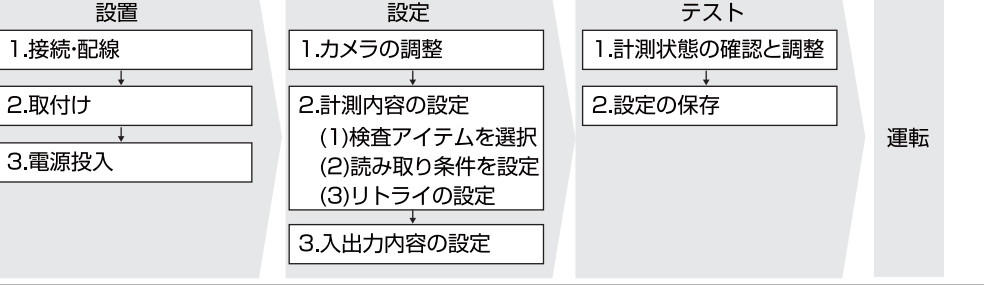 設置
1.接続・配線
2.取付け
3.電源投入
設定
1.カメラの調整
2.計測内容の設定
(1)検査アイテムを選択
(2)読み取り条件を設定
(3)リトライの設定
3.入出力内容の設定
テスト
1.計測状態の確認と調整
2.設定の保存
運転